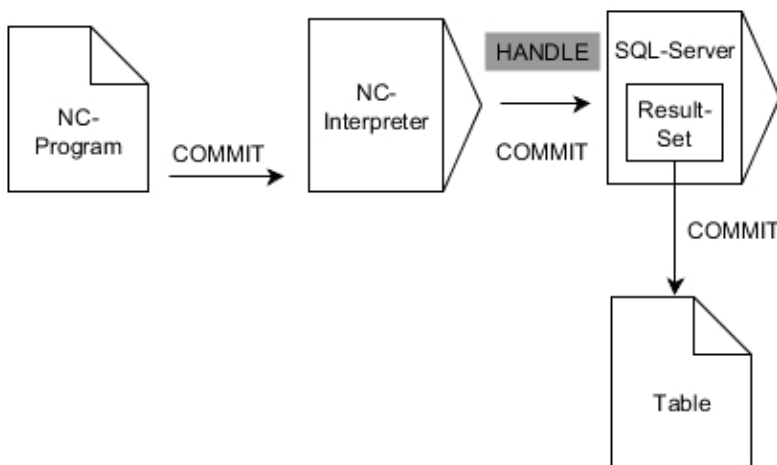 NC-
Program
COMMIT
NC-
Interpreter
HANDLE
COMMIT
SQL-Server
Result-
Set
COMMIT
Table